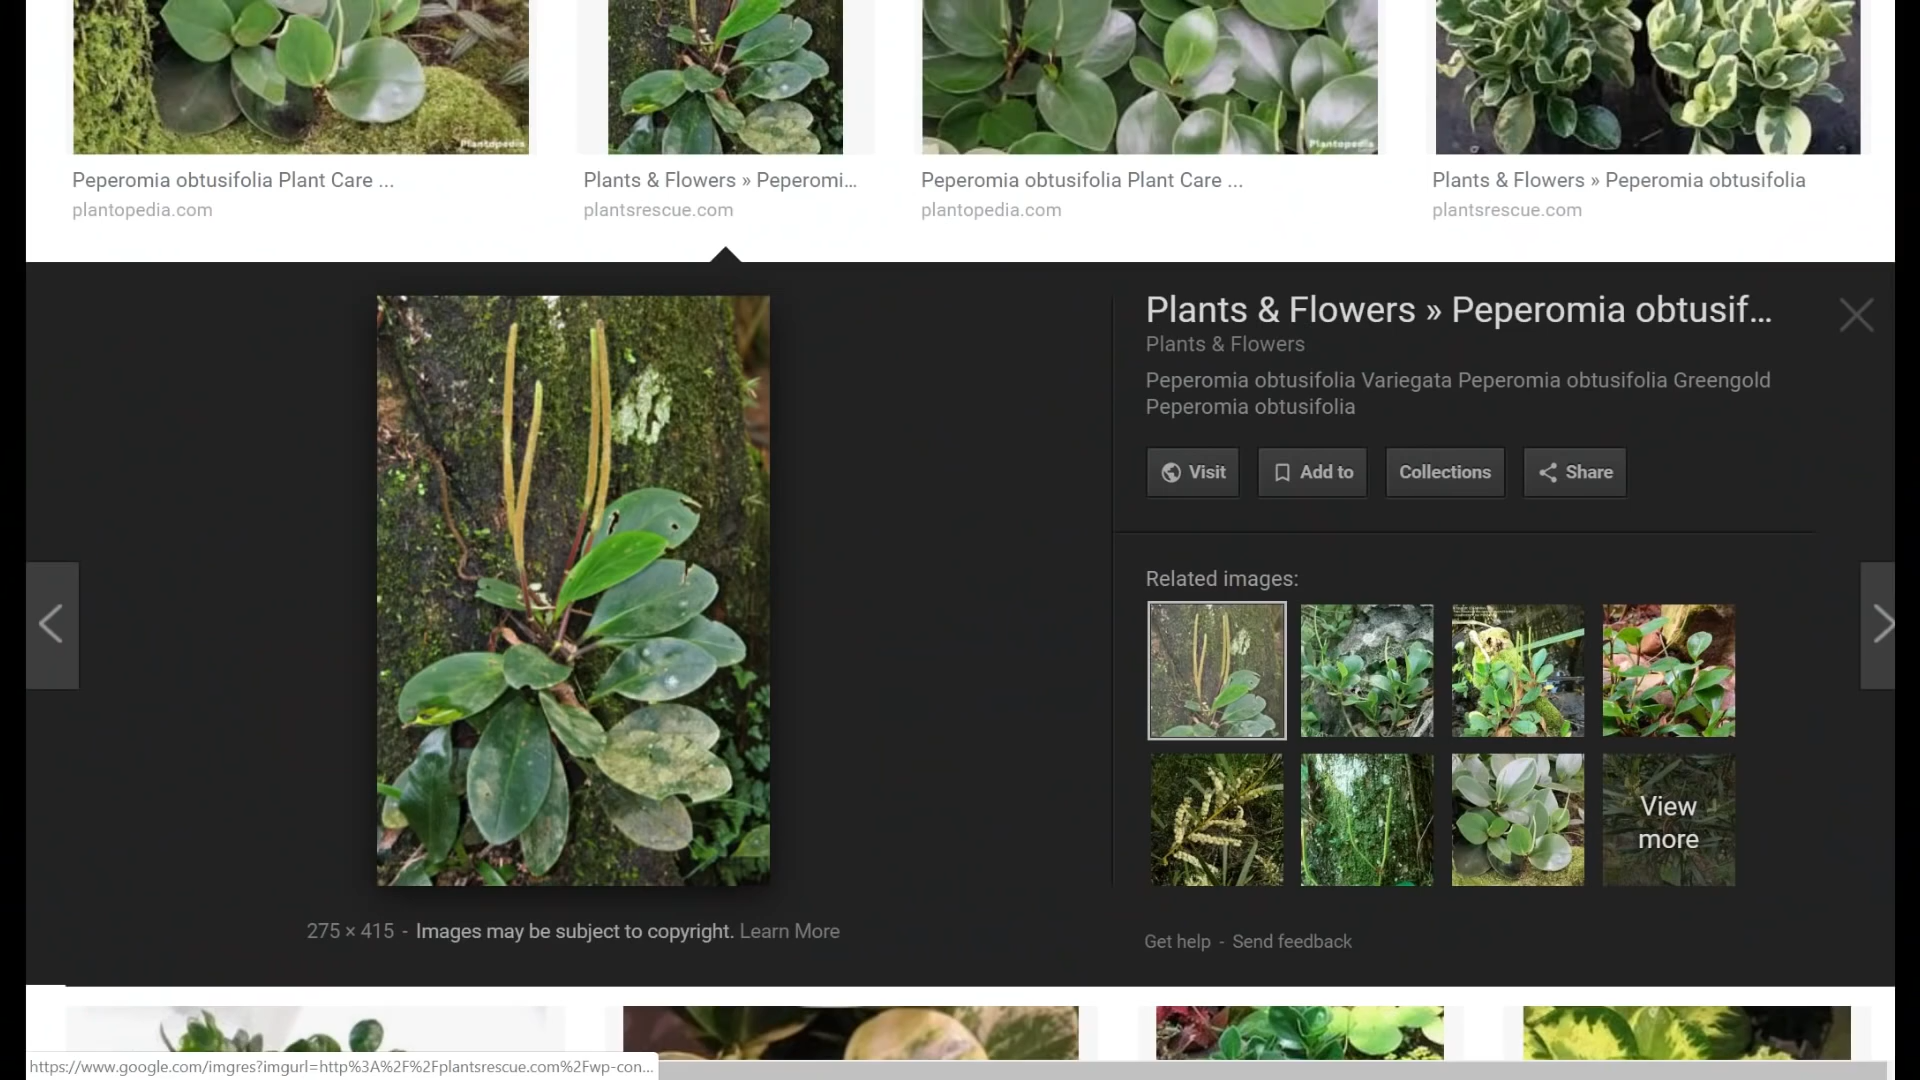 Plantopedia
Plantopedia
Peperomia obtusifolia Plant Care ...
plantopedia.com
Plants & Flowers » Peperomi...
plantsrescue.com
Peperomia obtusifolia Plant Care ...
plantopedia.com
Plants & Flowers » Peperomia obtusifolia
plantsrescue.com
Plants & Flowers » Peperomia obtusif...
Plants & Flowers
Peperomia obtusifolia Variegata Peperomia obtusifolia Greengold
Peperomia obtusifolia
Visit
Add to
Collections
Share
Related images:
View
more
275 × 415 - Images may be subject to copyright. Learn More
Get help - Send feedback
https://www.google.com/imgres?imgurl=http%3A%2F%2Fplantsrescue.com%2Fwp-con...